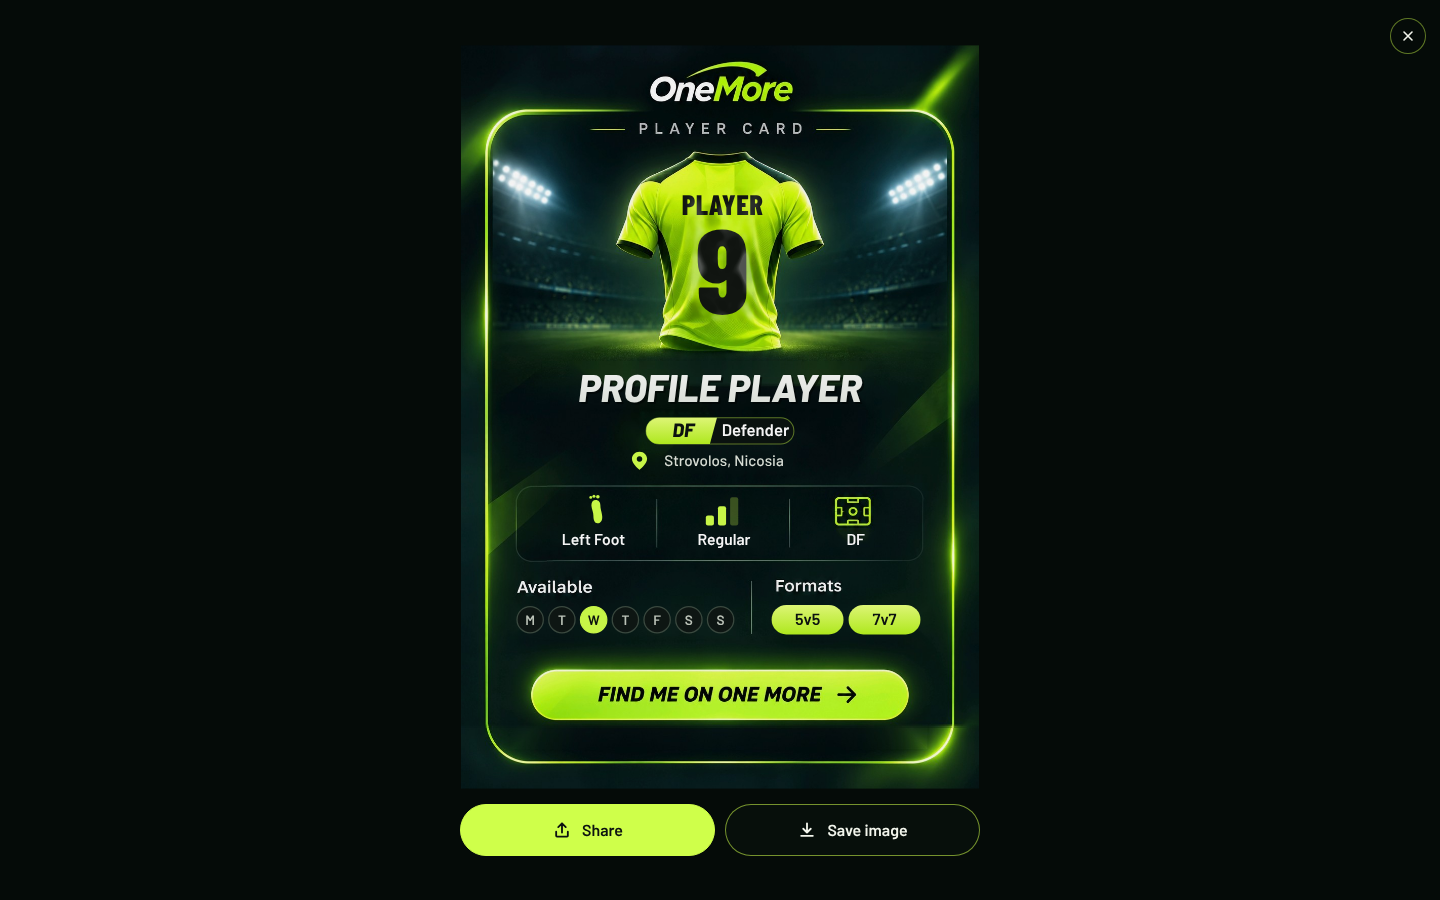 OneMore
PLAYER CARD
PLAYER
9
PROFILE PLAYER
DF Defender
Strovolos, Nicosia
Left Foot Regular DF
Available Formats
M T W T F S S 5v5 7v7
FIND ME ON ONE MORE
Share Save image